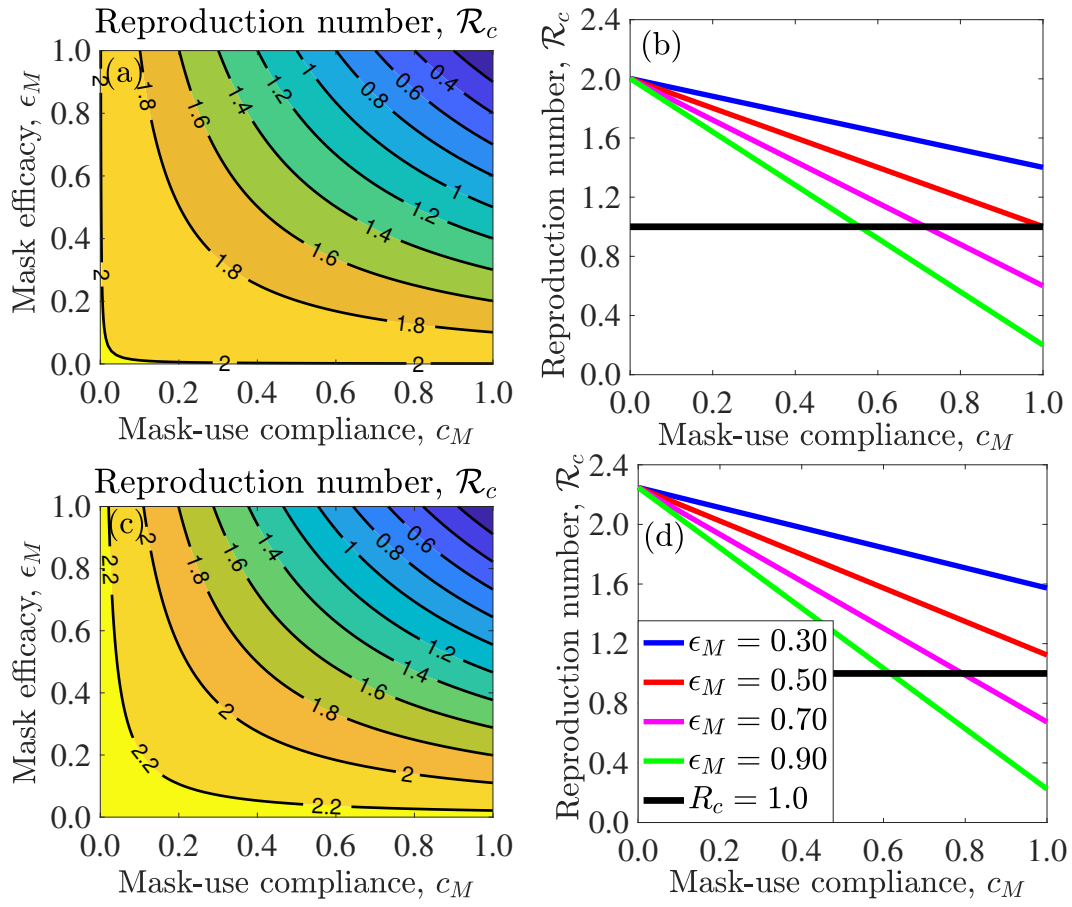 Reproduction number, ℛc
(a)
Mask efficacy, ϵM
1.0
0.8
0.6
0.4
0.2
0.0
2
1.8
1.6
1.4
1.2
1
0.8
0.6
0.4
1
1.2
1.4
1.6
1.8
2
2
0.0 0.2 0.4 0.6 0.8 1.0
Mask-use compliance, cM
(b)
Reproduction number, ℛc
2.4
2.0
1.6
1.2
0.8
0.4
0.0
0.0 0.2 0.4 0.6 0.8 1.0
Mask-use compliance, cM
Reproduction number, ℛc
(c)
Mask efficacy, ϵM
1.0
0.8
0.6
0.4
0.2
0.0
2.2
2
1.8
1.6
1.4
1
0.8
0.6
1.2
1.4
1.6
1.8
2
2.2
2.2
0.0 0.2 0.4 0.6 0.8 1.0
Mask-use compliance, cM
(d)
Reproduction number, ℛc
2.4
2.0
1.6
1.2
0.8
0.4
0.0
ϵM = 0.30
ϵM = 0.50
ϵM = 0.70
ϵM = 0.90
Rc = 1.0
0.0 0.2 0.4 0.6 0.8 1.0
Mask-use compliance, cM